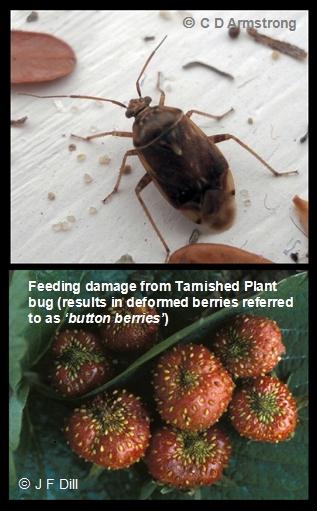 © C D Armstrong
Feeding damage from Tarnished Plant
bug (results in deformed berries referred
to as ‘button berries’)
© J F Dill